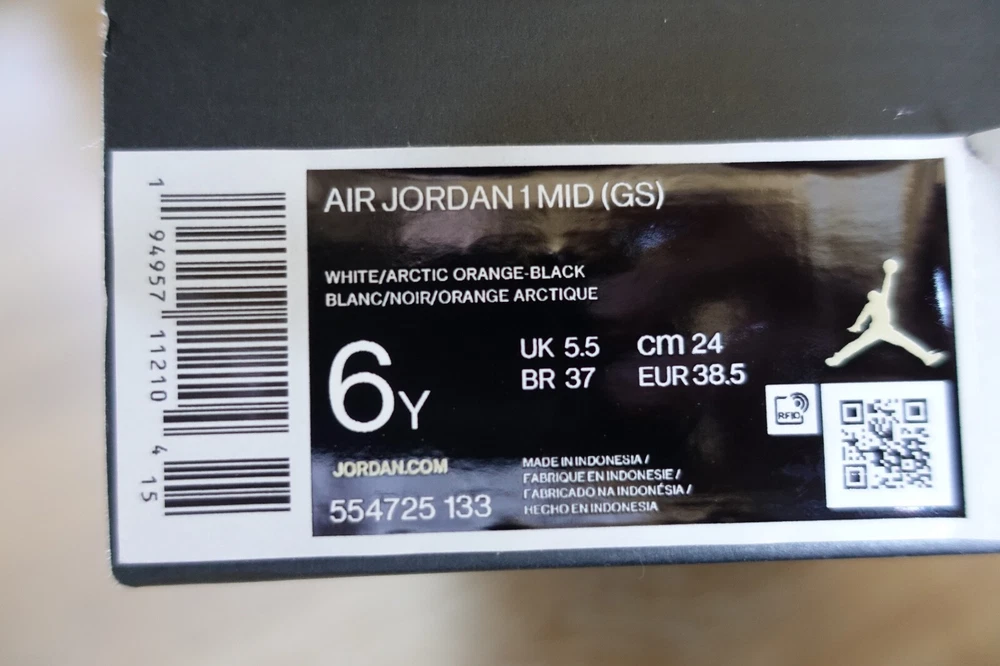 1 94957 11210 4 15
AIR JORDAN 1 MID (GS)
WHITE/ARCTIC ORANGE-BLACK
BLANC/NOIR/ORANGE ARCTIQUE
6Y
UK 5.5 cm 24
BR 37 EUR 38.5
RFID
JORDAN.COM
554725 133
MADE IN INDONESIA /
FABRIQUE EN INDONESIE /
FABRICADO NA INDONÉSIA /
HECHO EN INDONESIA